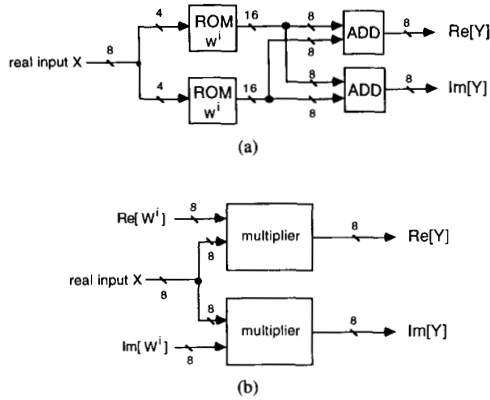 4 ROM W^i 16 8 8 ADD 8 Re[Y]
real input X 8
4 ROM W^i 16 8 8 ADD 8 Im[Y]
(a)
Re[W^i] 8 8 multiplier 8 Re[Y]
real input X 8
Im[W^i] 8 8 multiplier 8 Im[Y]
(b)